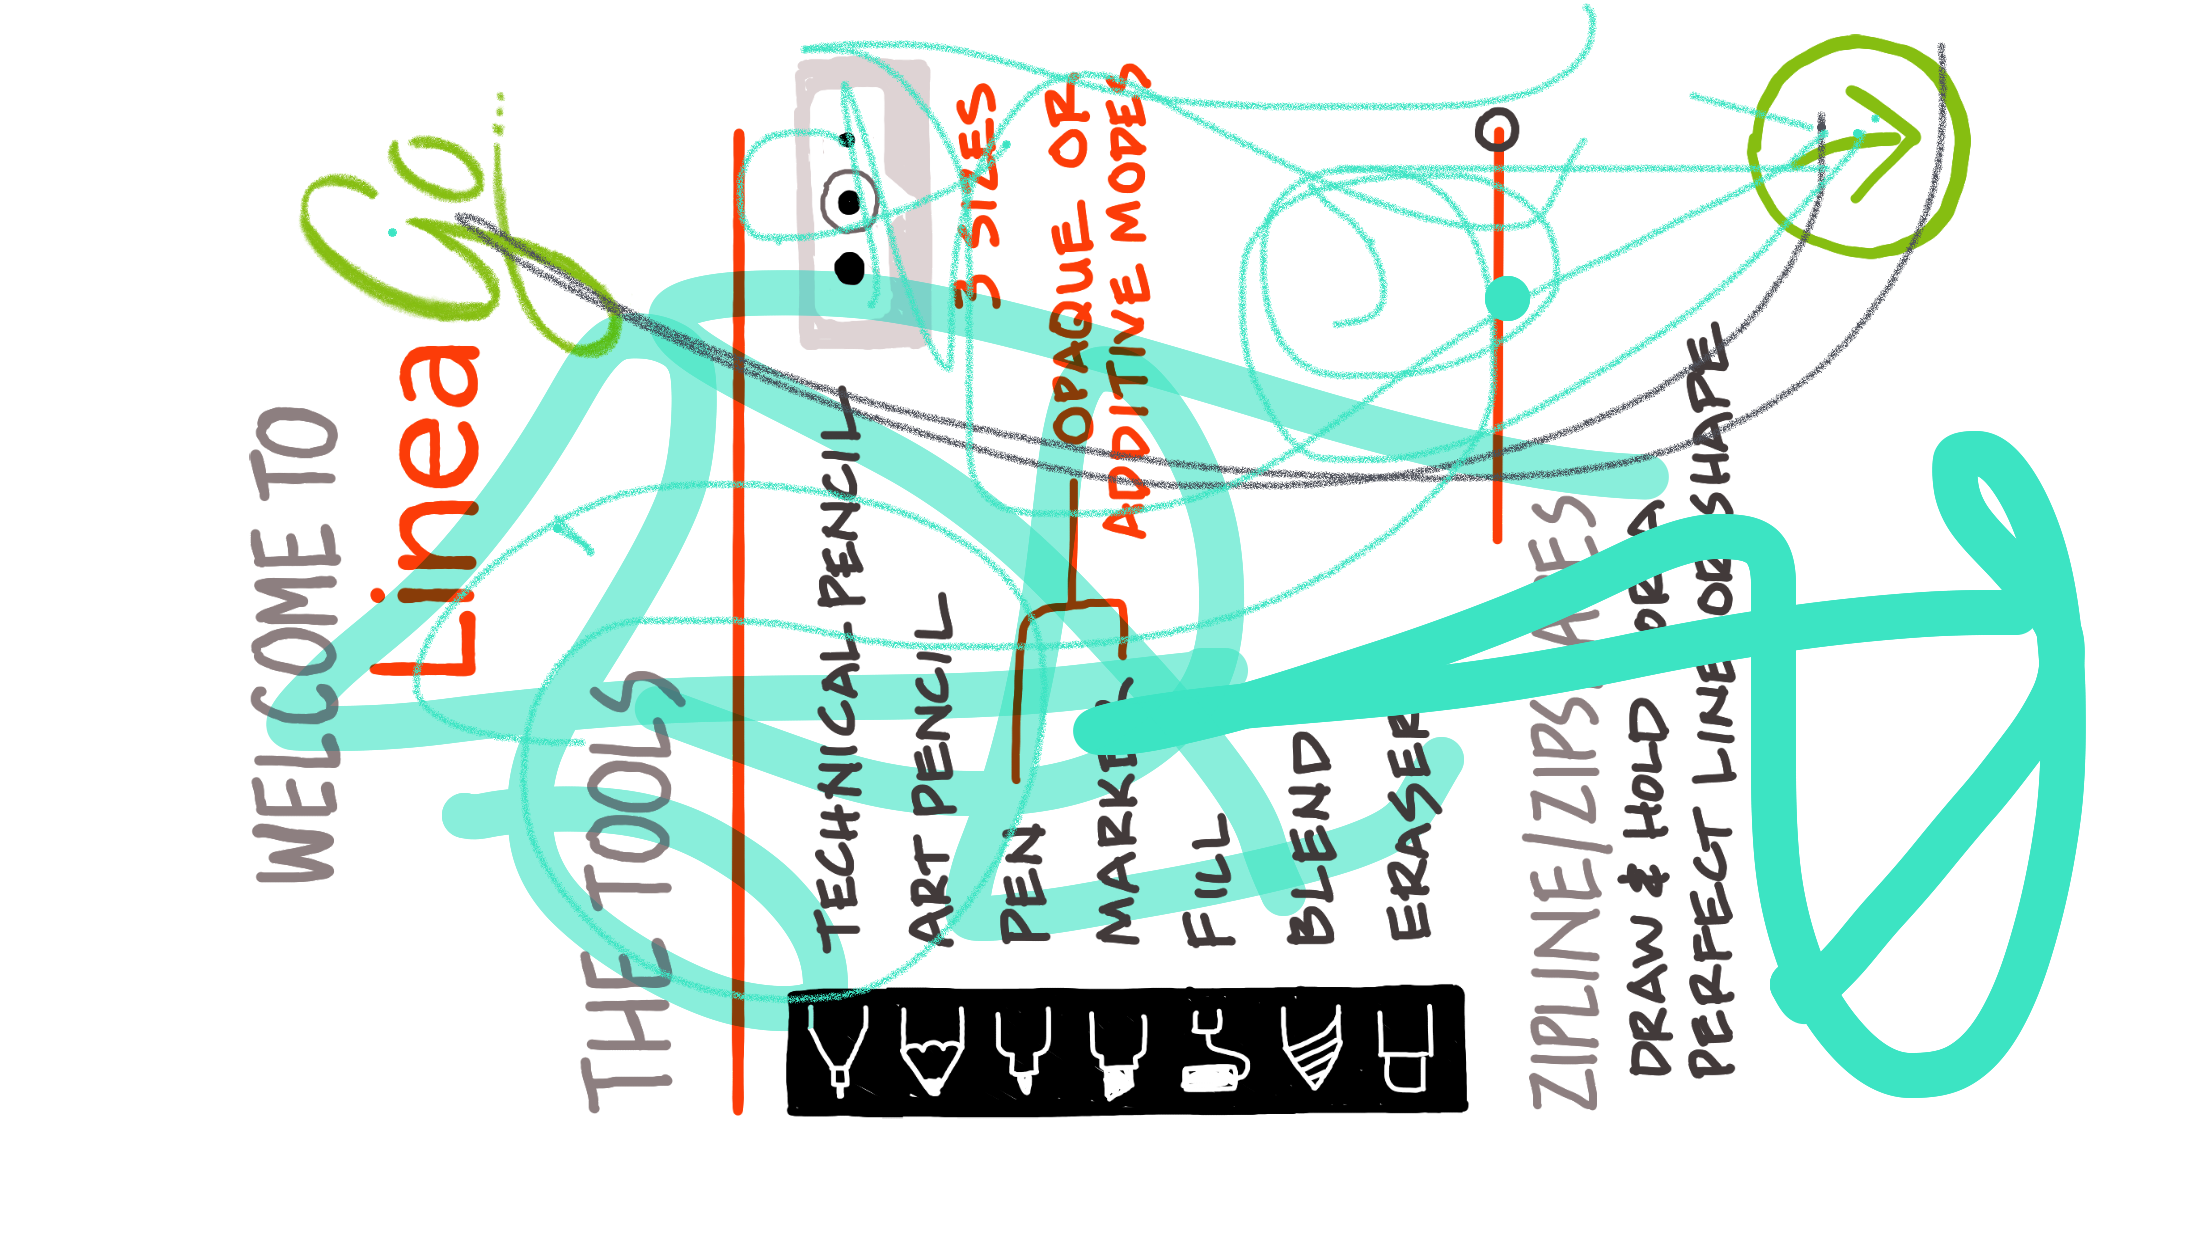 WELCOME TO
Linea Go...
THE TOOLS
TECHNICAL PENCIL
3 SIZES
ART PENCIL
PEN
OPAQUE OR
ADDITIVE MODES
MARKER
FILL
BLEND
ERASER
ZIPLINE/ZIPSHAPES
DRAW & HOLD FOR A
PERFECT LINE OR SHAPE